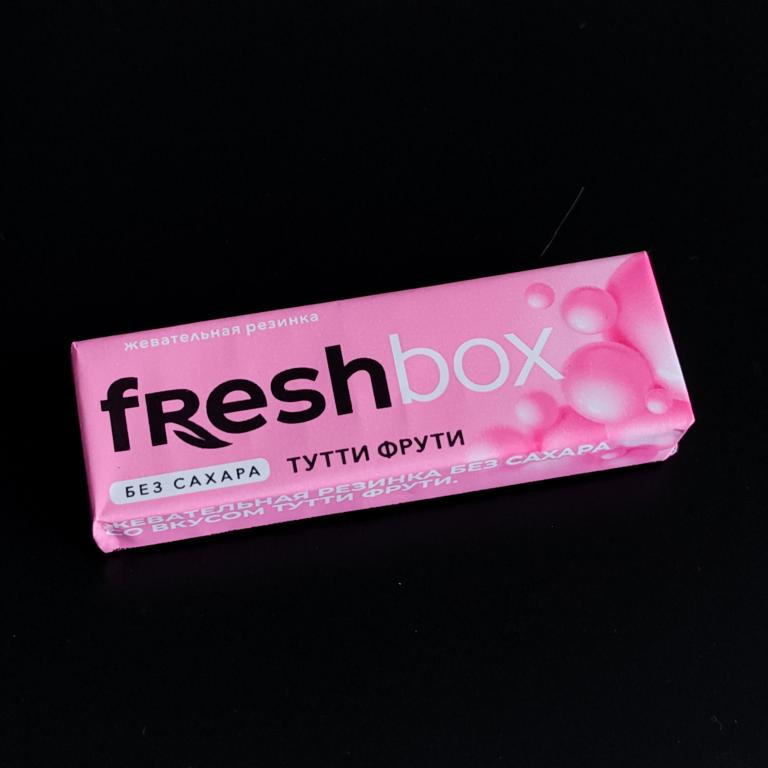 жевательная резинка
freshbox
БЕЗ САХАРА ТУТТИ ФРУТИ
ЖЕВАТЕЛЬНАЯ РЕЗИНКА БЕЗ САХАРА
СО ВКУСОМ ТУТТИ ФРУТИ.